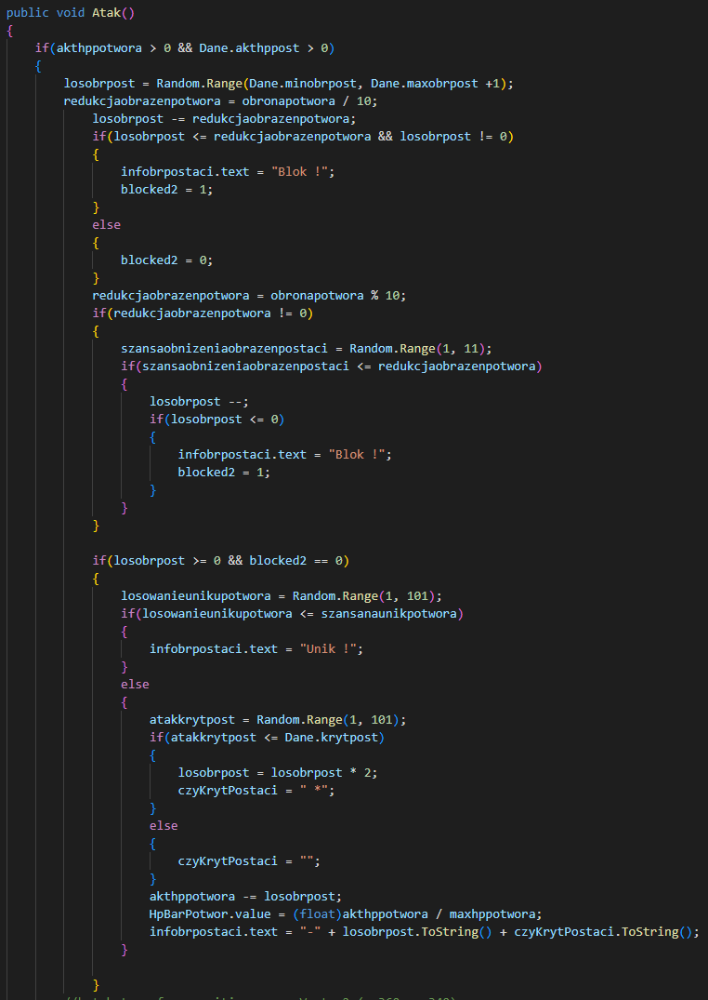 public void Atak()
{
if(akthppotwora > 0 && Dane.akthppost > 0)
{
losobrpost = Random.Range(Dane.minobrpost, Dane.maxobrpost +1);
redukcjaobrazenpotwora = obronapotwora / 10;
losobrpost -= redukcjaobrazenpotwora;
if(losobrpost <= redukcjaobrazenpotwora && losobrpost != 0)
{
infobrpostaci.text = "Blok !";
blocked2 = 1;
}
else
{
blocked2 = 0;
}
redukcjaobrazenpotwora = obronapotwora % 10;
if(redukcjaobrazenpotwora != 0)
{
szansaobnizeniaobrazenpostaci = Random.Range(1, 11);
if(szansaobnizeniaobrazenpostaci <= redukcjaobrazenpotwora)
{
losobrpost --;
if(losobrpost <= 0)
{
infobrpostaci.text = "Blok !";
blocked2 = 1;
}
}
}
if(losobrpost >= 0 && blocked2 == 0)
{
losowanieunikupotwora = Random.Range(1, 101);
if(losowanieunikupotwora <= szansanaunikpotwora)
{
infobrpostaci.text = "Unik !";
}
else
{
atakkrytpost = Random.Range(1, 101);
if(atakkrytpost <= Dane.krytpost)
{
losobrpost = losobrpost * 2;
czyKrytPostaci = " *";
}
else
{
czyKrytPostaci = "";
}
akthppotwora -= losobrpost;
HpBarPotwor.value = (float)akthppotwora / maxhppotwora;
infobrpostaci.text = "-" + losobrpost.ToString() + czyKrytPostaci.ToString();
}
}